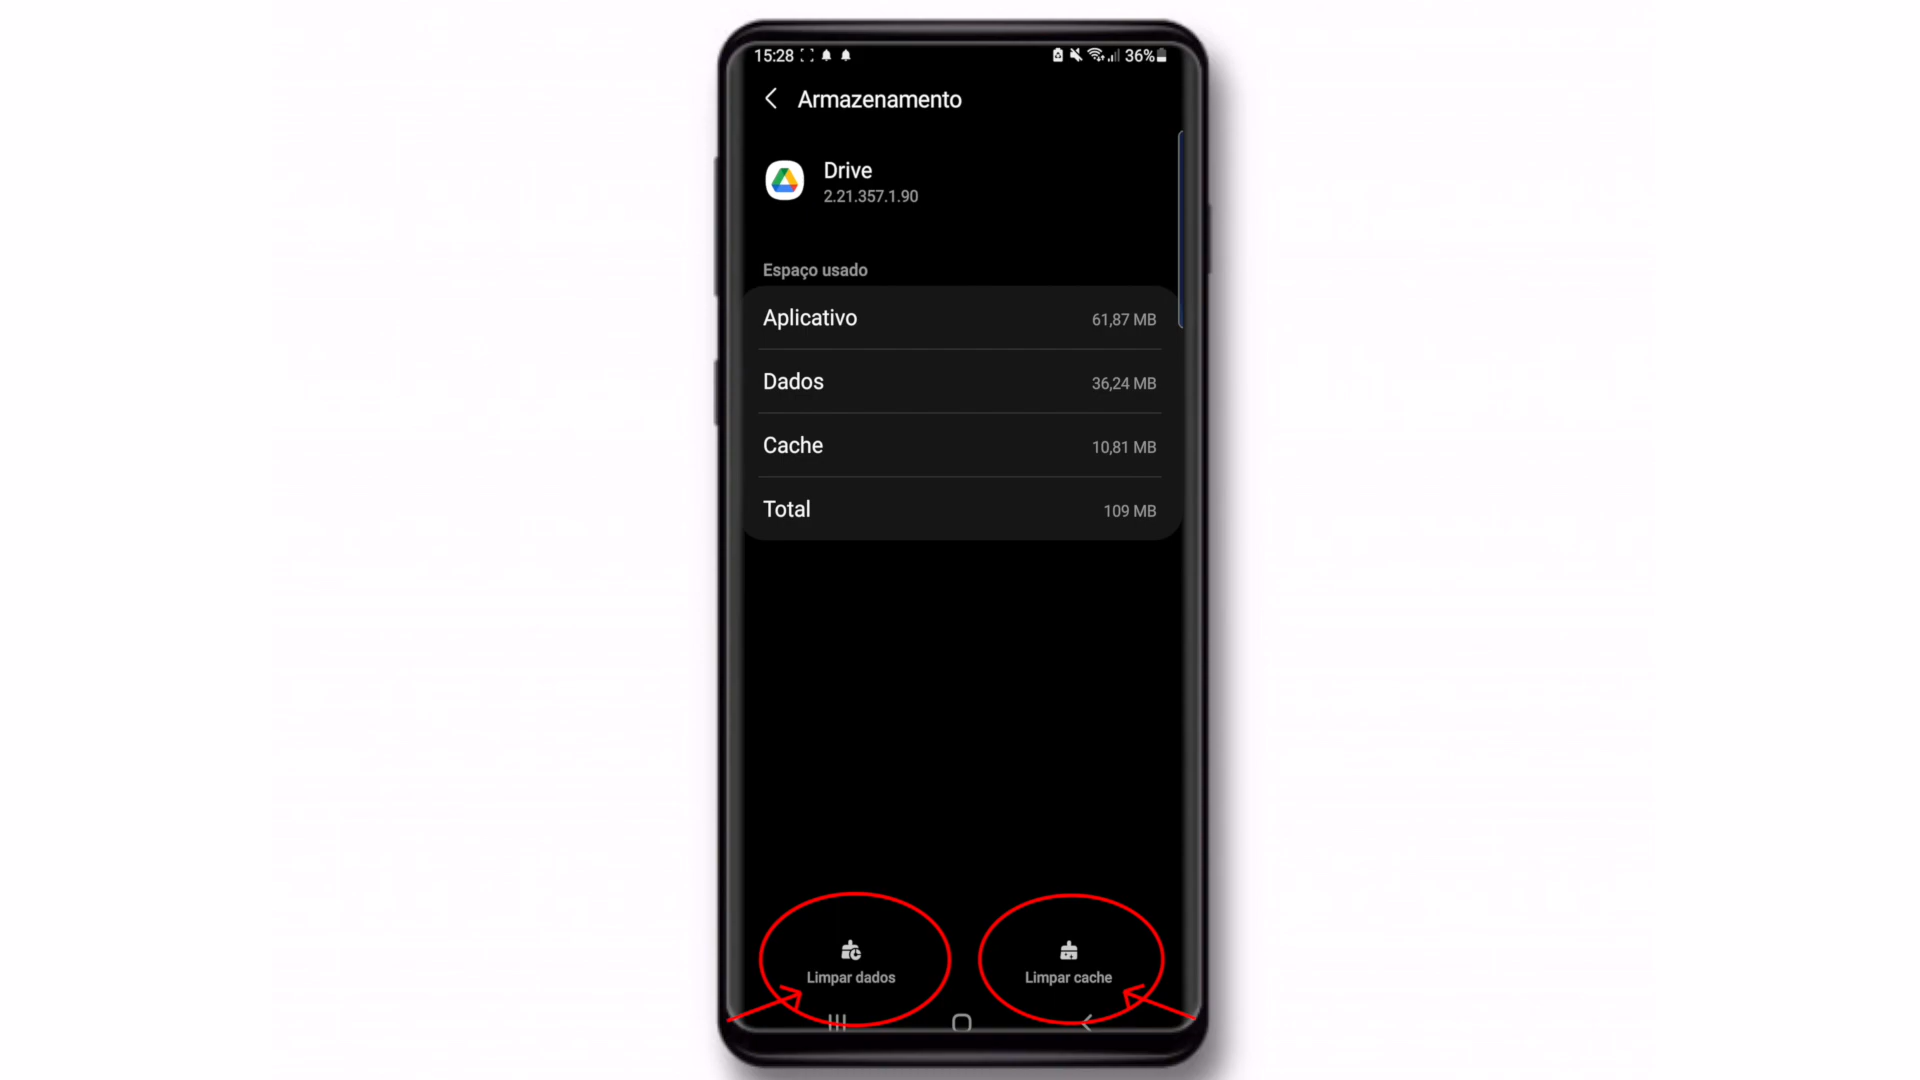 15:28 36%
Armazenamento
Drive
2.21.357.1.90
Espaço usado
Aplicativo 61,87 MB
Dados 36,24 MB
Cache 10,81 MB
Total 109 MB
Limpar dados Limpar cache